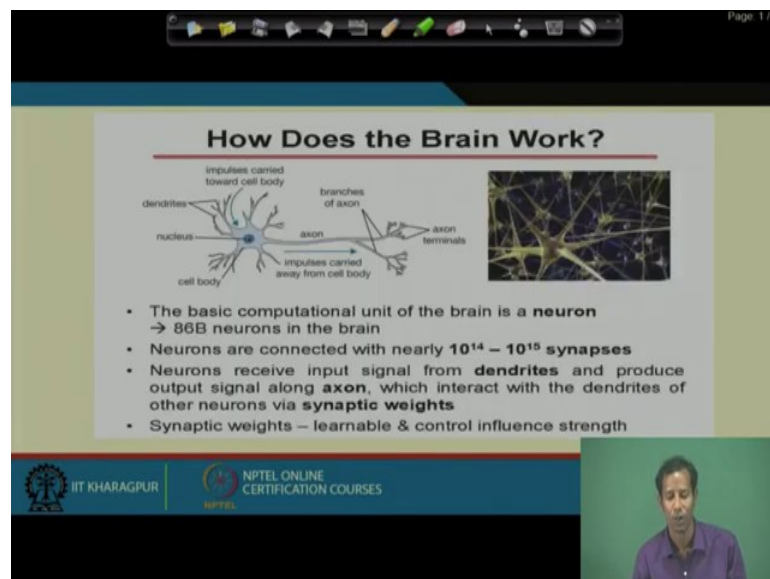 Page: 1/
How Does the Brain Work?
impulses carried
toward cell body
branches
of axon
dendrites
nucleus
axon
axon
terminals
impulses carried
away from cell body
cell body
• The basic computational unit of the brain is a neuron
→ 86B neurons in the brain
• Neurons are connected with nearly 10¹⁴ – 10¹⁵ synapses
• Neurons receive input signal from dendrites and produce
output signal along axon, which interact with the dendrites of
other neurons via synaptic weights
• Synaptic weights – learnable & control influence strength
IIT KHARAGPUR
NPTEL ONLINE
CERTIFICATION COURSES
NPTEL